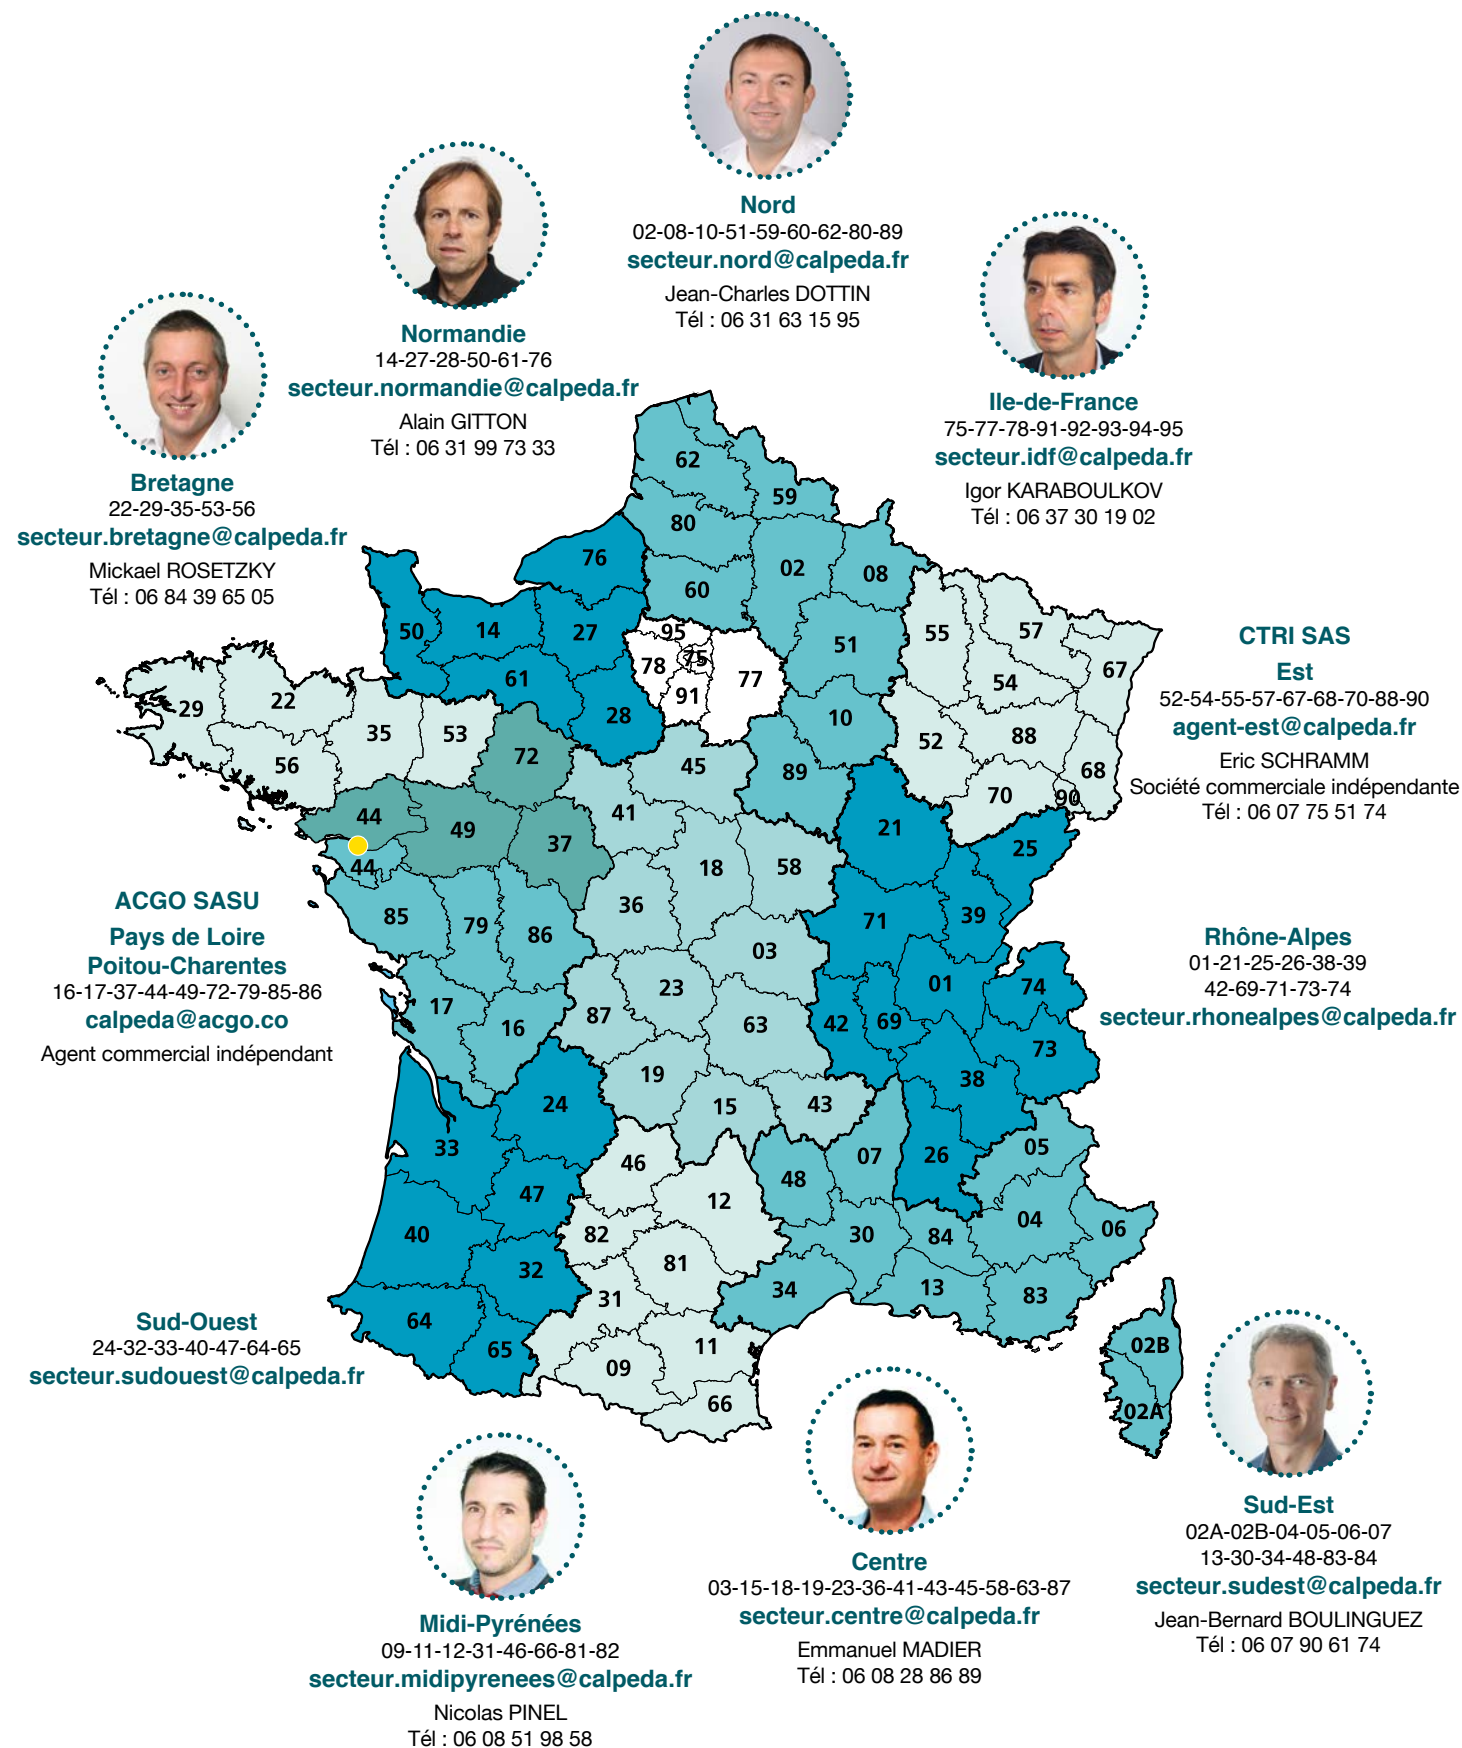 Nord
02-08-10-51-59-60-62-80-89
secteur.nord@calpeda.fr
Jean-Charles DOTTIN
Tél : 06 31 63 15 95
Normandie
14-27-28-50-61-76
secteur.normandie@calpeda.fr
Alain GITTON
Tél : 06 31 99 73 33
Ile-de-France
75-77-78-91-92-93-94-95
secteur.idf@calpeda.fr
Igor KARABOULKOV
Tél : 06 37 30 19 02
Bretagne
22-29-35-53-56
secteur.bretagne@calpeda.fr
Mickael ROSETZKY
Tél : 06 84 39 65 05
CTRI SAS
Est
52-54-55-57-67-68-70-88-90
agent-est@calpeda.fr
Eric SCHRAMM
Société commerciale indépendante
Tél : 06 07 75 51 74
ACGO SASU
Pays de Loire
Poitou-Charentes
16-17-37-44-49-72-79-85-86
calpeda@acgo.co
Agent commercial indépendant
Rhône-Alpes
01-21-25-26-38-39
42-69-71-73-74
secteur.rhonealpes@calpeda.fr
Sud-Ouest
24-32-33-40-47-64-65
secteur.sudouest@calpeda.fr
Midi-Pyrénées
09-11-12-31-46-66-81-82
secteur.midipyrenees@calpeda.fr
Nicolas PINEL
Tél : 06 08 51 98 58
Centre
03-15-18-19-23-36-41-43-45-58-63-87
secteur.centre@calpeda.fr
Emmanuel MADIER
Tél : 06 08 28 86 89
Sud-Est
02A-02B-04-05-06-07
13-30-34-48-83-84
secteur.sudest@calpeda.fr
Jean-Bernard BOULINGUEZ
Tél : 06 07 90 61 74
62
59
80
76
02
08
60
50
14
27
95
51
55
57
78
75
67
61
77
54
91
29
22
28
10
35
53
52
88
72
56
45
89
68
70
90
44
41
49
21
37
25
44
18
58
36
85
79
71
39
86
03
01
74
23
17
87
16
63
42
69
73
19
38
24
15
43
33
05
46
07
26
48
47
12
04
40
82
30
84
06
81
32
34
13
83
31
64
11
02B
65
09
66
02A